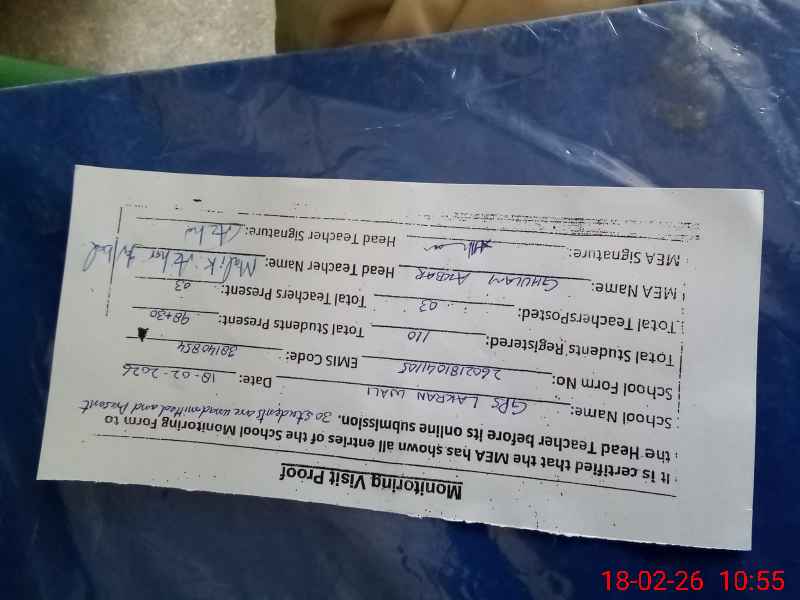 Monitoring Visit Proof
It is certified that the MEA has shown all entries of the School Monitoring Form to
the Head Teacher before its online submission. 30 students are unadmitted and Present
School Name: GPS LAKRAN WALI Date: 18-02-2026
School Form No: 260218104105 EMIS Code: 38140854
Total Students Registered: 110 Total Students Present: 98+30
Total TeachersPosted: 03 Total Teachers Present: 03
MEA Name: GHULAM AKBAR Head Teacher Name: Malik Azhar Iqbal
MEA Signature: Head Teacher Signature: Azhar
18-02-26 10:55